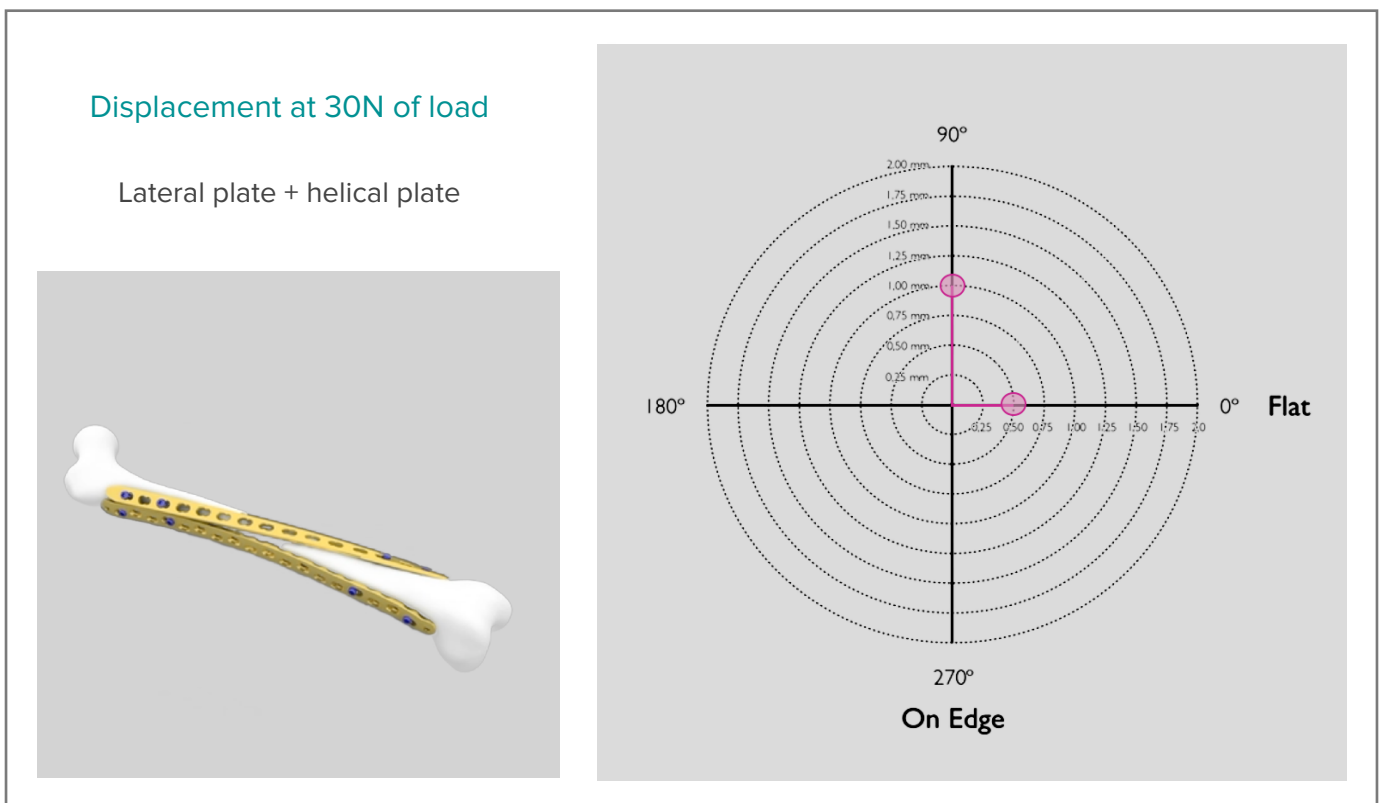 Displacement at 30N of load
Lateral plate + helical plate
90º
2.00 mm
1,75 mm
1,50 mm
1,25 mm
1,00 mm
0,75 mm
0,50 mm
0,25 mm
180º
0º Flat
0,25 0,50 0,75 1,00 1,25 1,50 1,75 2,0
270º
On Edge